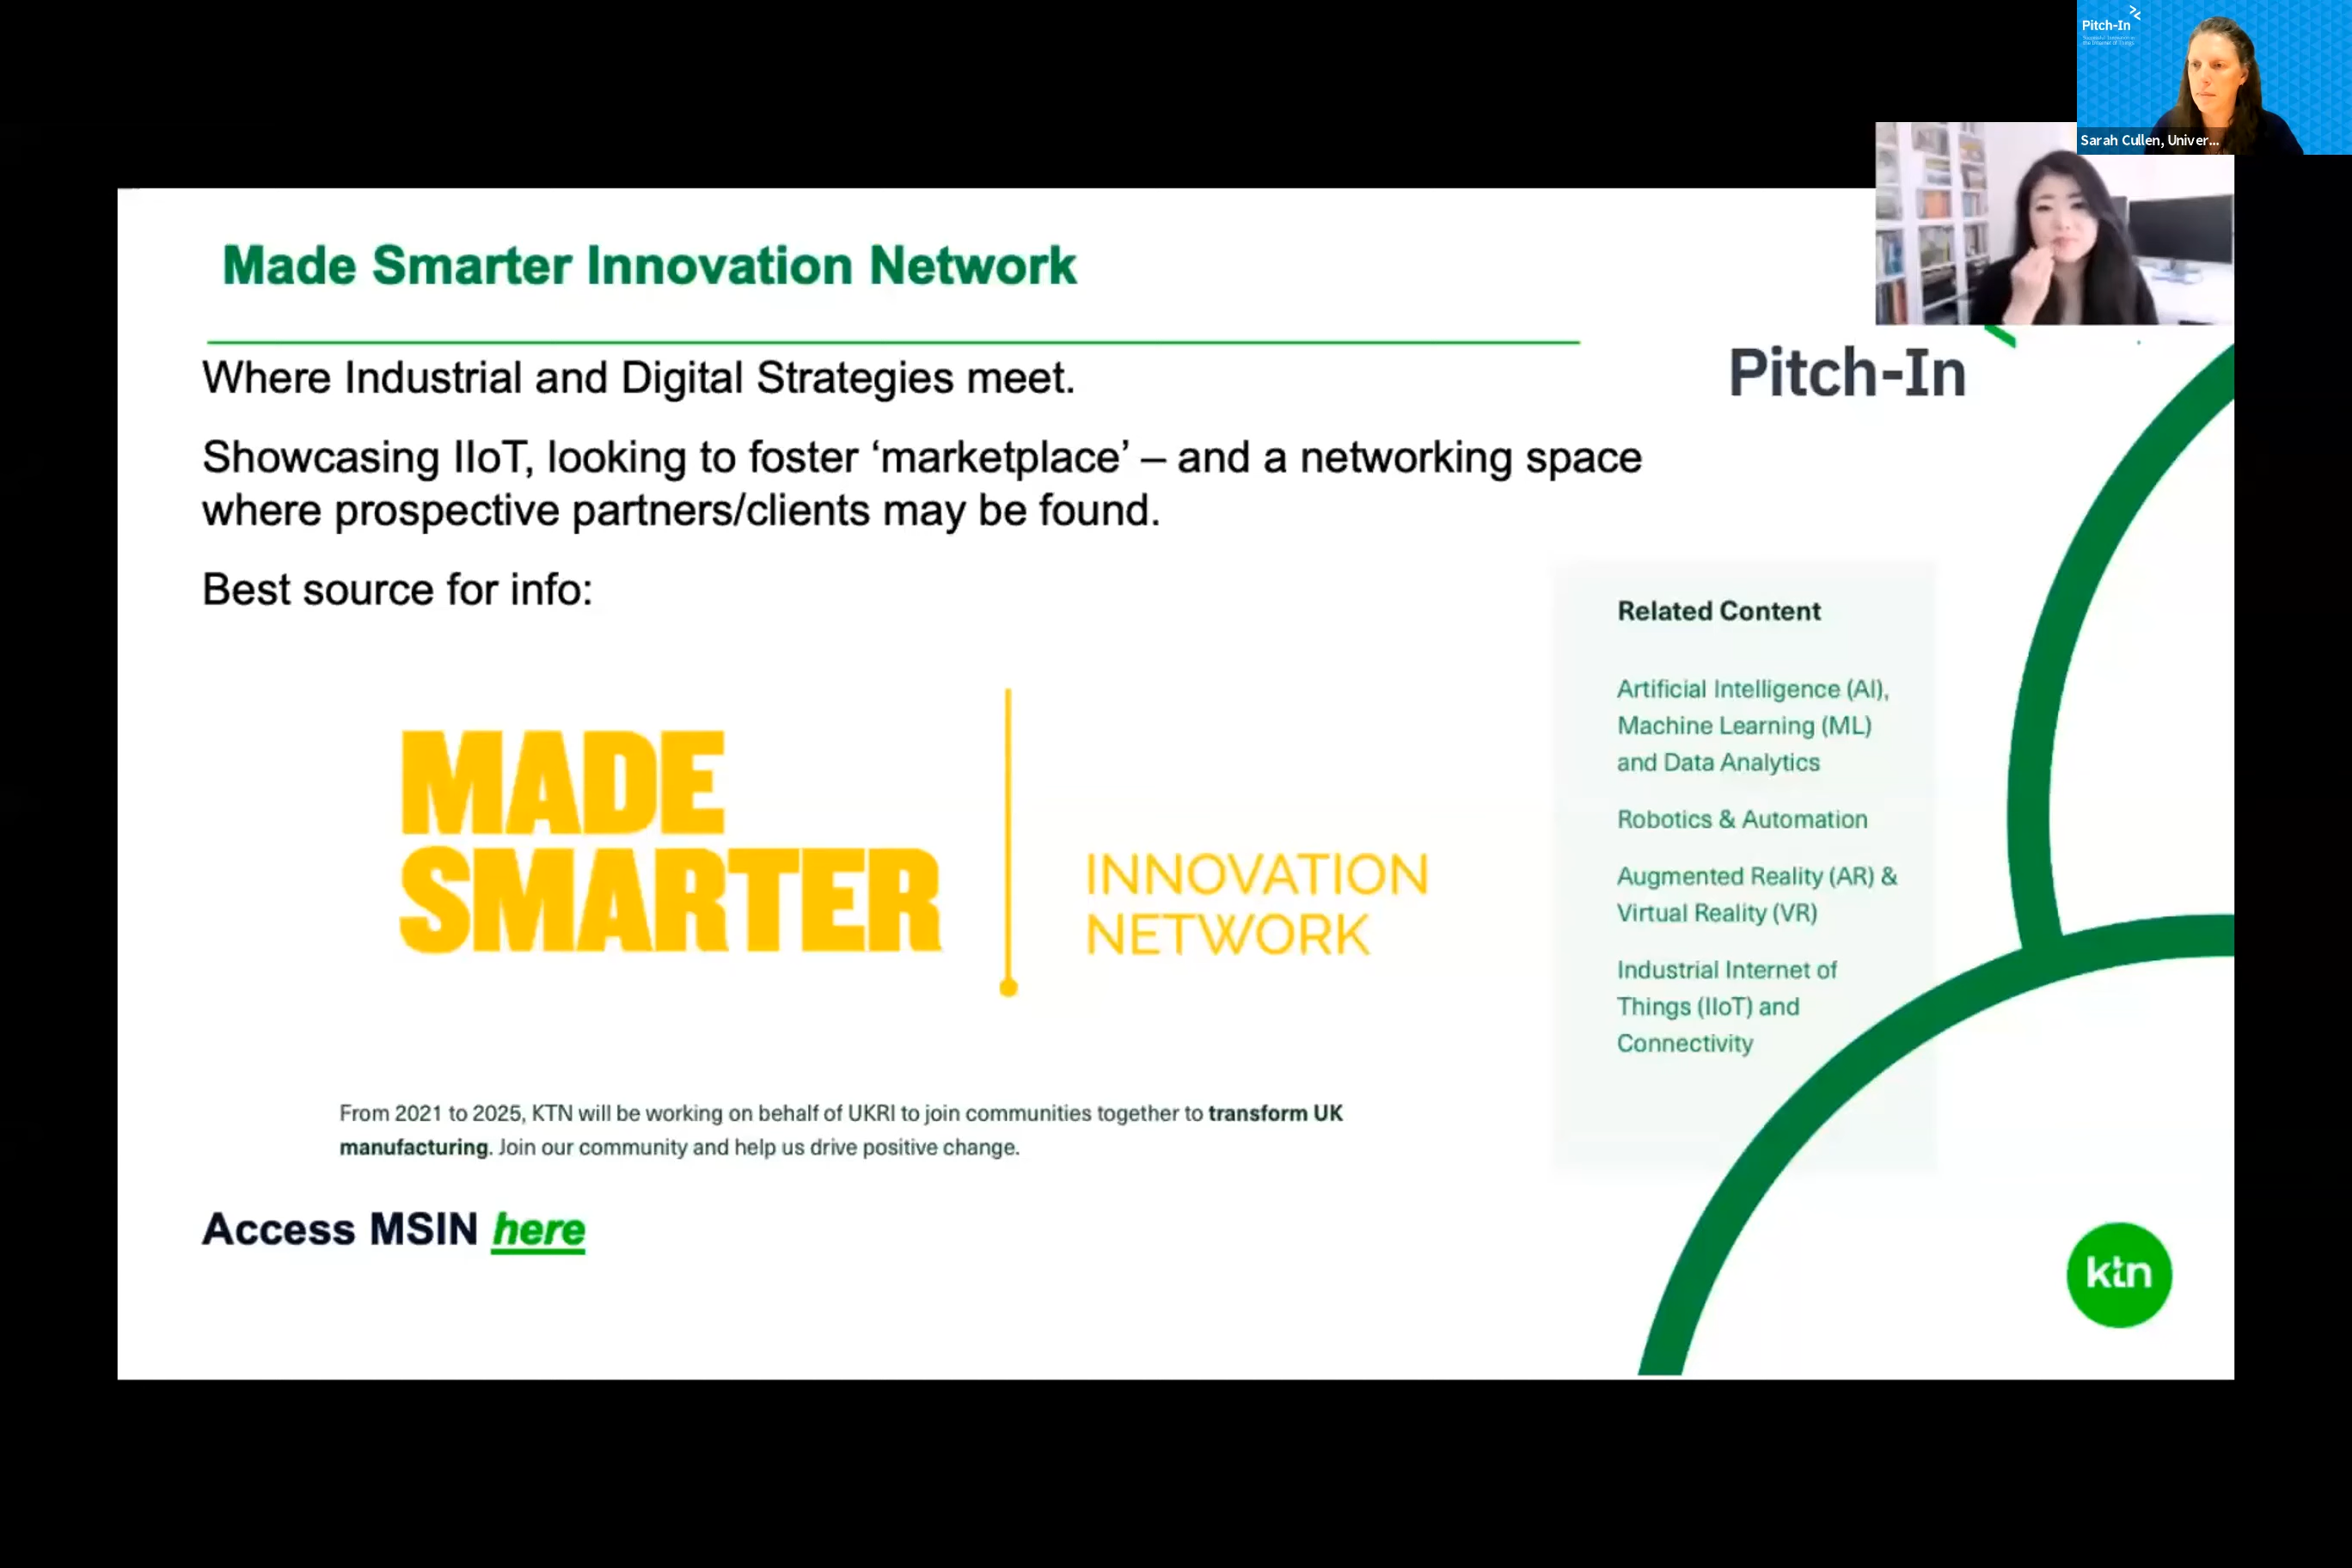 Pitch-In
Sarah Cullen, Univer...
Made Smarter Innovation Network
Where Industrial and Digital Strategies meet.
Pitch-In
Showcasing IIoT, looking to foster ‘marketplace’ – and a networking space
where prospective partners/clients may be found.
Best source for info:
MADE
SMARTER
INNOVATION
NETWORK
Related Content
Artificial Intelligence (AI),
Machine Learning (ML)
and Data Analytics
Robotics & Automation
Augmented Reality (AR) &
Virtual Reality (VR)
Industrial Internet of
Things (IIoT) and
Connectivity
From 2021 to 2025, KTN will be working on behalf of UKRI to join communities together to transform UK
manufacturing. Join our community and help us drive positive change.
Access MSIN here
ktn